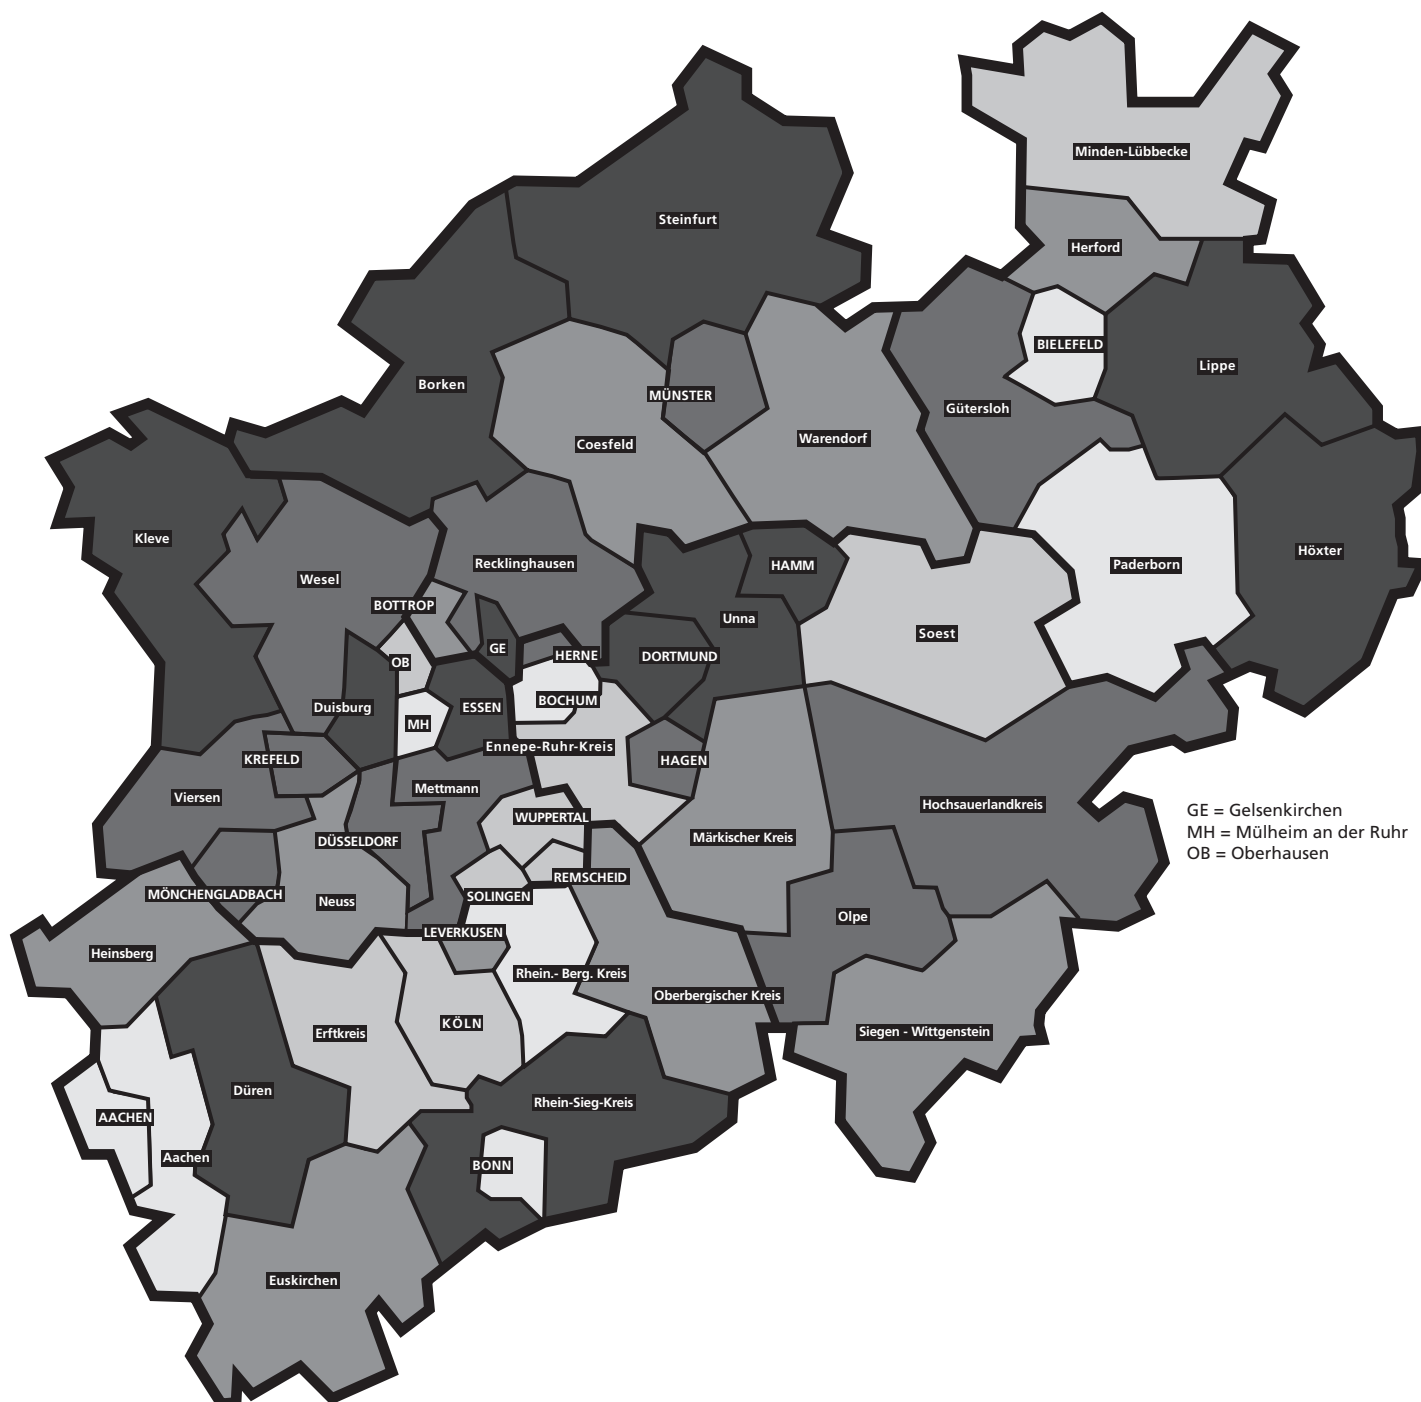 Minden-Lübbecke
Steinfurt
Herford
BIELEFELD
Lippe
Borken
MÜNSTER
Gütersloh
Coesfeld
Warendorf
Kleve
Höxter
Recklinghausen
HAMM
Paderborn
Wesel
BOTTROP
Unna
Soest
GE
HERNE
DORTMUND
OB
BOCHUM
Duisburg
ESSEN
MH
Ennepe-Ruhr-Kreis
KREFELD
HAGEN
Mettmann
Viersen
Hochsauerlandkreis
GE = Gelsenkirchen
MH = Mülheim an der Ruhr
OB = Oberhausen
WUPPERTAL
DÜSSELDORF
Märkischer Kreis
REMSCHEID
MÖNCHENGLADBACH
SOLINGEN
Neuss
Olpe
LEVERKUSEN
Heinsberg
Rhein.- Berg. Kreis
Oberbergischer Kreis
Erftkreis
KÖLN
Siegen - Wittgenstein
Düren
Rhein-Sieg-Kreis
AACHEN
Aachen
BONN
Euskirchen